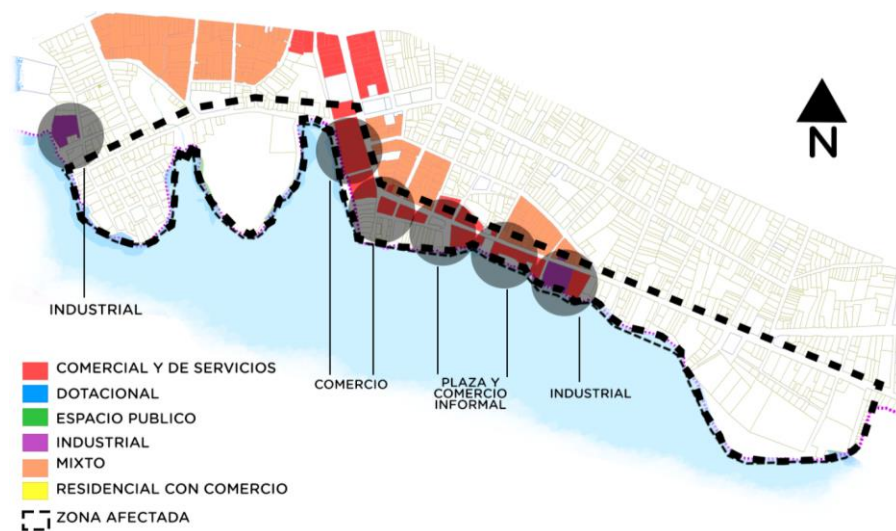 N
INDUSTRIAL
COMERCIO
PLAZA Y
COMERCIO
INFORMAL
INDUSTRIAL
COMERCIAL Y DE SERVICIOS
DOTACIONAL
ESPACIO PUBLICO
INDUSTRIAL
MIXTO
RESIDENCIAL CON COMERCIO
ZONA AFECTADA